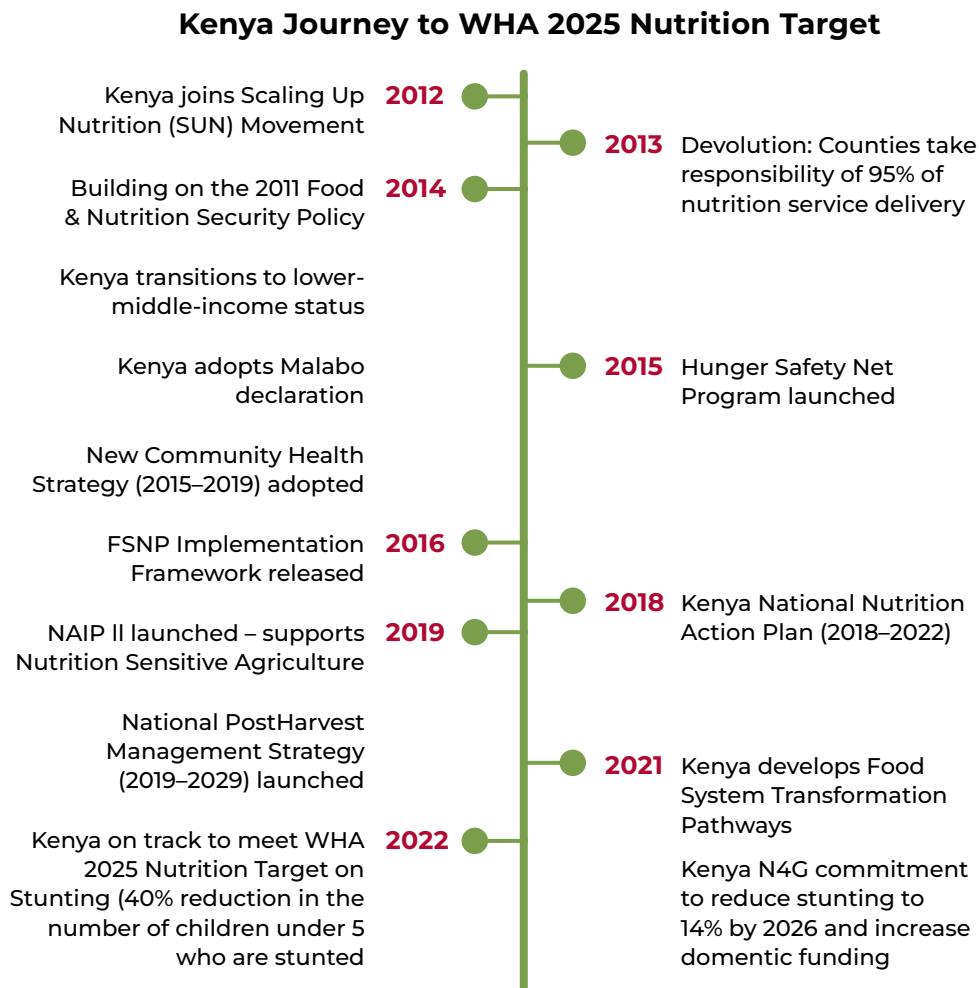 Kenya Journey to WHA 2025 Nutrition Target
2012
Kenya joins Scaling Up
Nutrition (SUN) Movement
2013
Devolution: Counties take
responsibility of 95% of
nutrition service delivery
2014
Building on the 2011 Food
& Nutrition Security Policy
Kenya transitions to lower-
middle-income status
Kenya adopts Malabo
declaration
New Community Health
Strategy (2015–2019) adopted
2015
Hunger Safety Net
Program launched
2016
FSNP Implementation
Framework released
2018
Kenya National Nutrition
Action Plan (2018–2022)
2019
NAIP ll launched – supports
Nutrition Sensitive Agriculture
National PostHarvest
Management Strategy
(2019–2029) launched
2021
Kenya develops Food
System Transformation
Pathways
Kenya N4G commitment
to reduce stunting to
14% by 2026 and increase
domentic funding
2022
Kenya on track to meet WHA
2025 Nutrition Target on
Stunting (40% reduction in the
number of children under 5
who are stunted